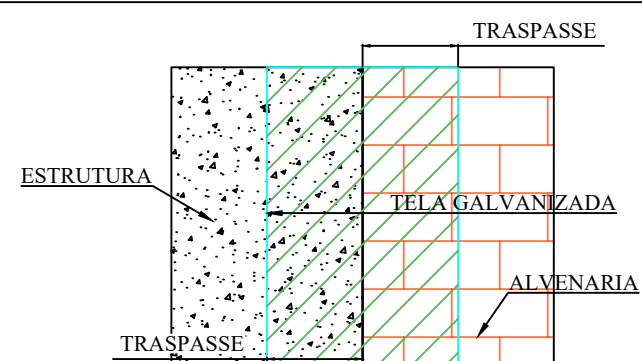 TRASPASSE
ESTRUTURA
TELA GALVANIZADA
ALVENARIA
TRASPASSE